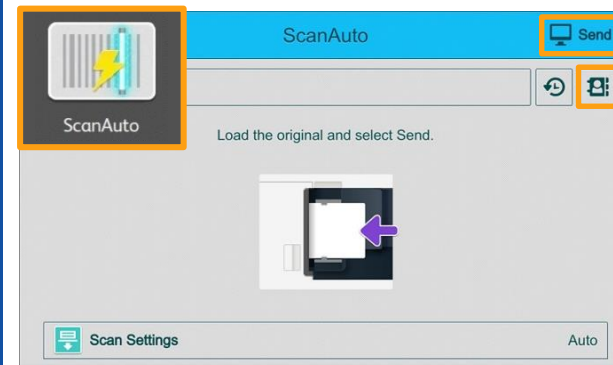 ScanAuto
Send
ScanAuto
Load the original and select Send.
Scan Settings
Auto